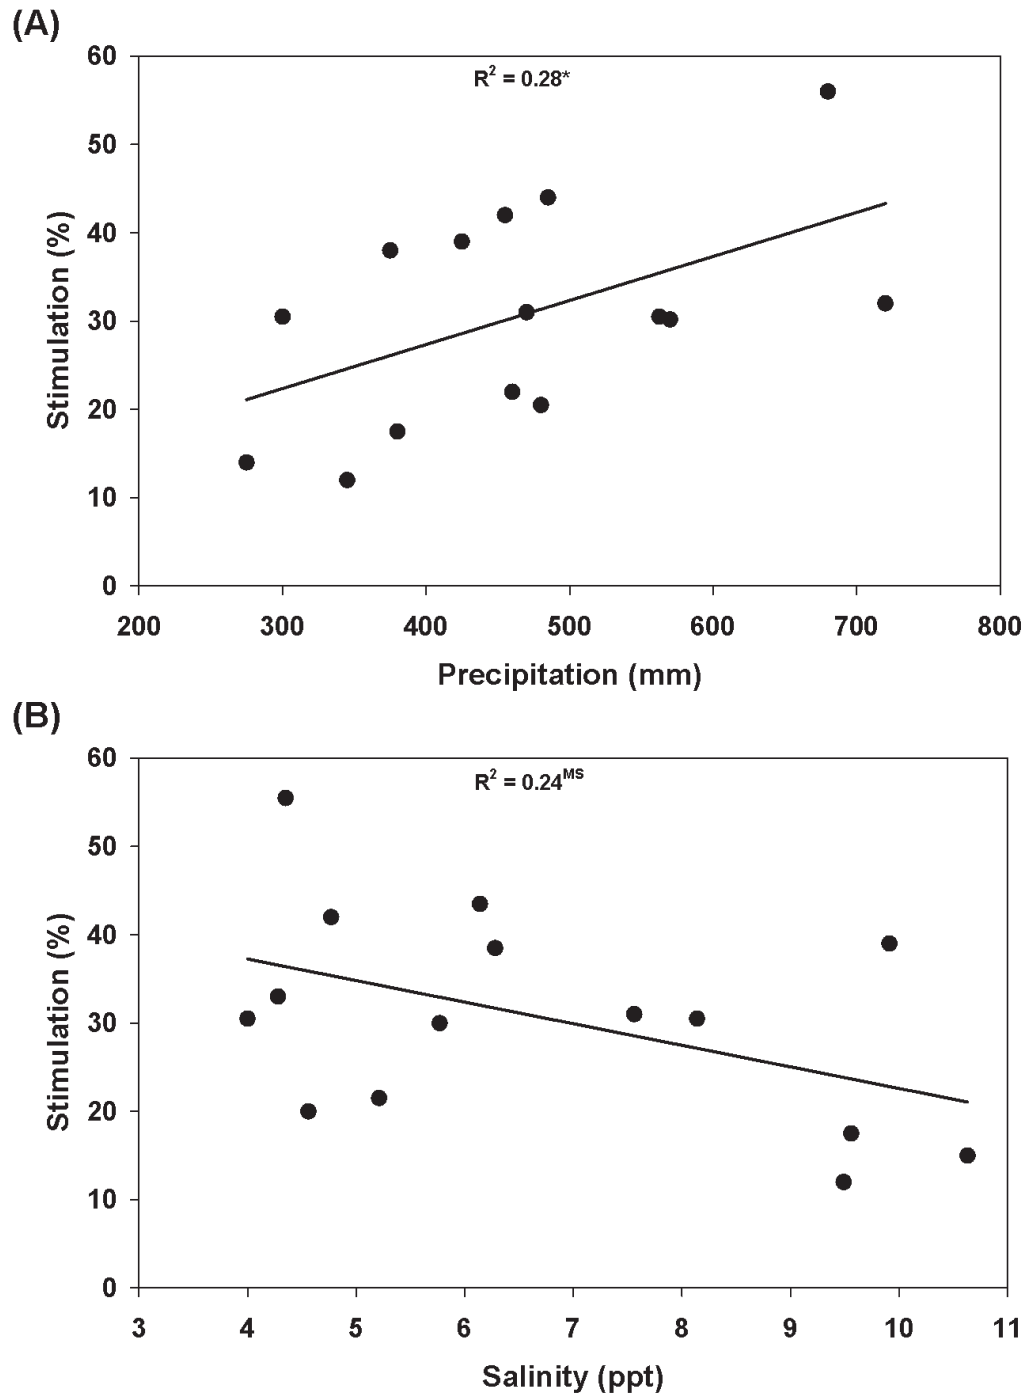 (A)
R² = 0.28*
60
50
40
30
20
10
0
Stimulation (%)
200 300 400 500 600 700 800
Precipitation (mm)
(B)
R² = 0.24ᴹˢ
60
50
40
30
20
10
0
Stimulation (%)
3 4 5 6 7 8 9 10 11
Salinity (ppt)